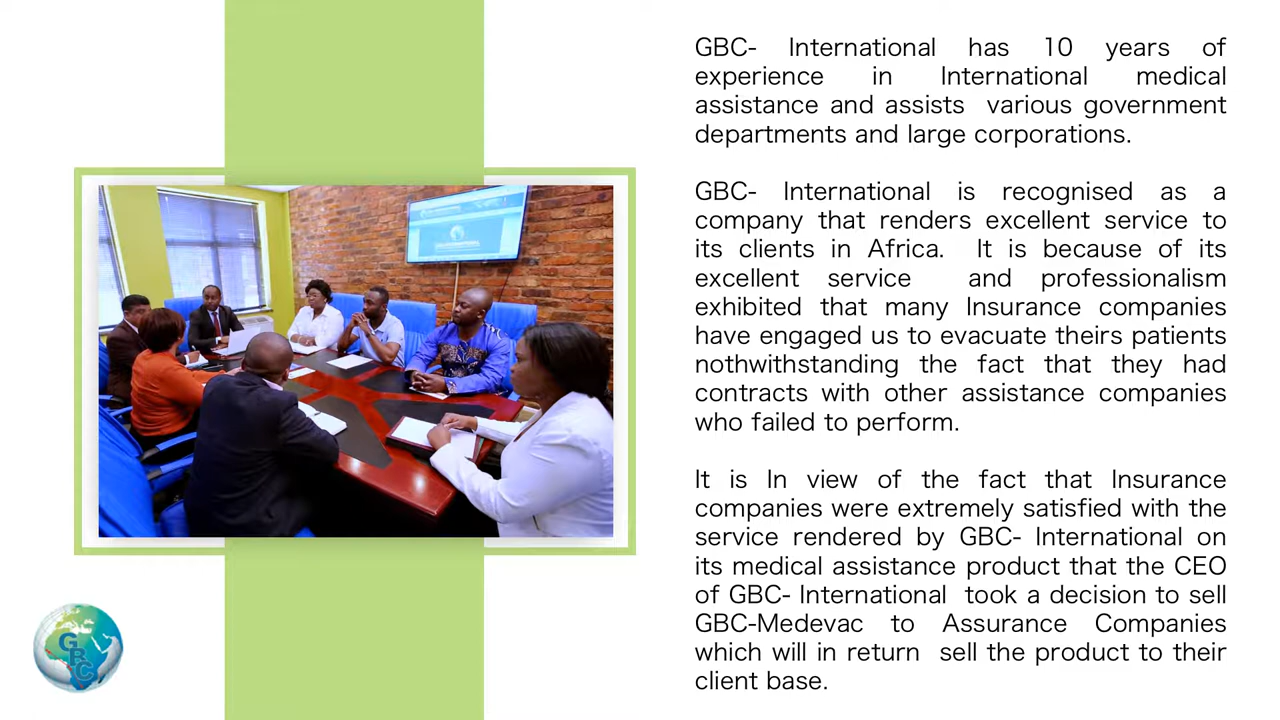 GBC- International has 10 years of
experience in International medical
assistance and assists various government
departments and large corporations.
GBC- International is recognised as a
company that renders excellent service to
its clients in Africa. It is because of its
excellent service and professionalism
exhibited that many Insurance companies
have engaged us to evacuate theirs patients
nothwithstanding the fact that they had
contracts with other assistance companies
who failed to perform.
It is In view of the fact that Insurance
companies were extremely satisfied with the
service rendered by GBC- International on
its medical assistance product that the CEO
of GBC- International took a decision to sell
GBC-Medevac to Assurance Companies
which will in return sell the product to their
client base.
GBC